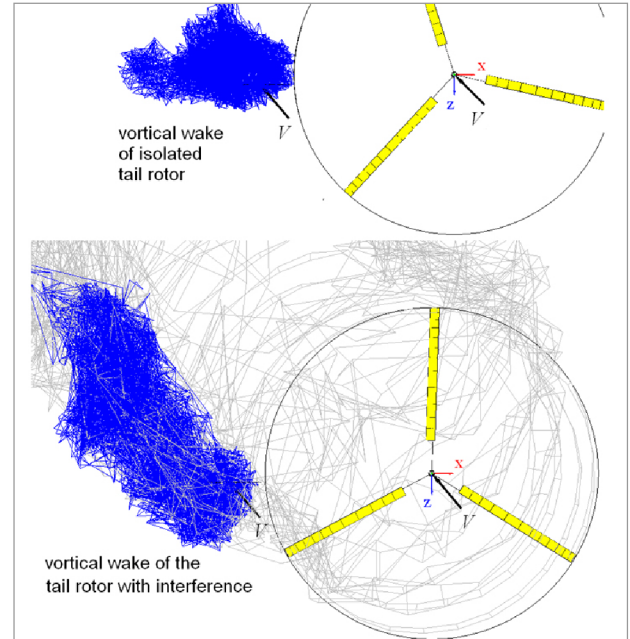 x
z
V
V
vortical wake
of isolated
tail rotor
x
z
V
V
vortical wake of the
tail rotor with interference